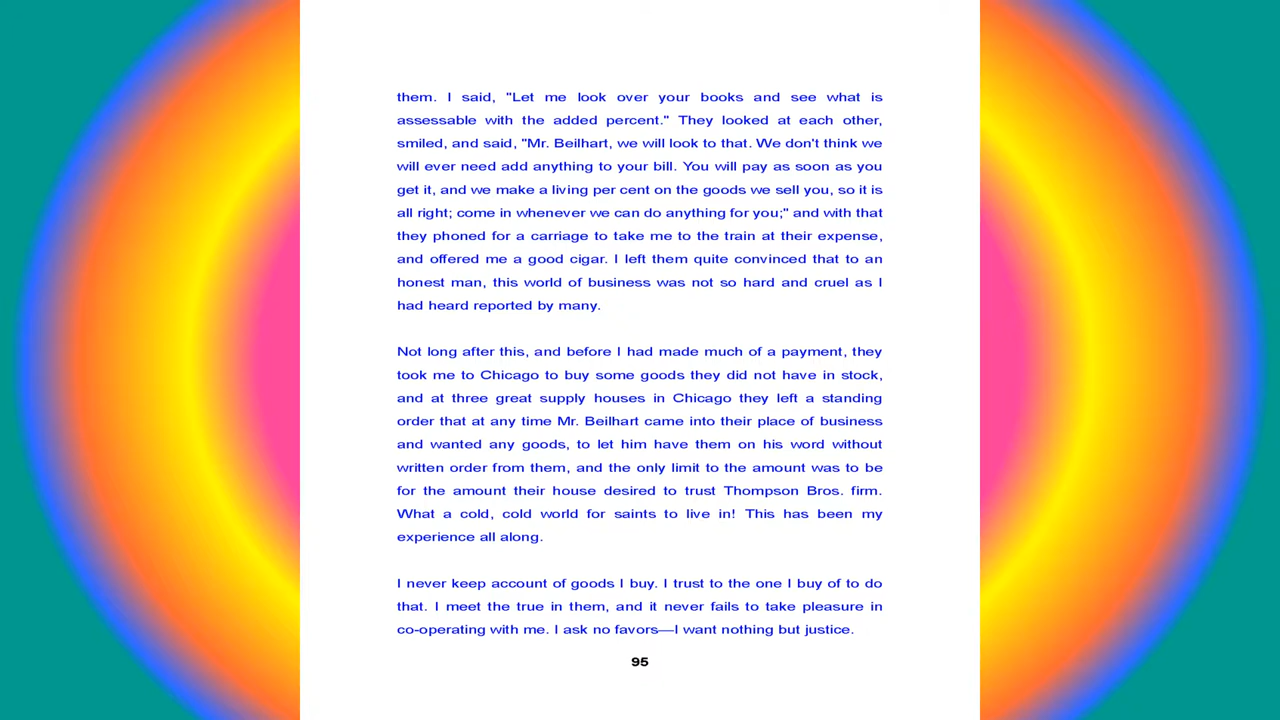 them. I said, "Let me look over your books and see what is
assessable with the added percent." They looked at each other,
smiled, and said, "Mr. Beilhart, we will look to that. We don't think we
will ever need add anything to your bill. You will pay as soon as you
get it, and we make a living per cent on the goods we sell you, so it is
all right; come in whenever we can do anything for you;" and with that
they phoned for a carriage to take me to the train at their expense,
and offered me a good cigar. I left them quite convinced that to an
honest man, this world of business was not so hard and cruel as I
had heard reported by many.
Not long after this, and before I had made much of a payment, they
took me to Chicago to buy some goods they did not have in stock,
and at three great supply houses in Chicago they left a standing
order that at any time Mr. Beilhart came into their place of business
and wanted any goods, to let him have them on his word without
written order from them, and the only limit to the amount was to be
for the amount their house desired to trust Thompson Bros. firm.
What a cold, cold world for saints to live in! This has been my
experience all along.
I never keep account of goods I buy. I trust to the one I buy of to do
that. I meet the true in them, and it never fails to take pleasure in
co-operating with me. I ask no favors—I want nothing but justice.
95